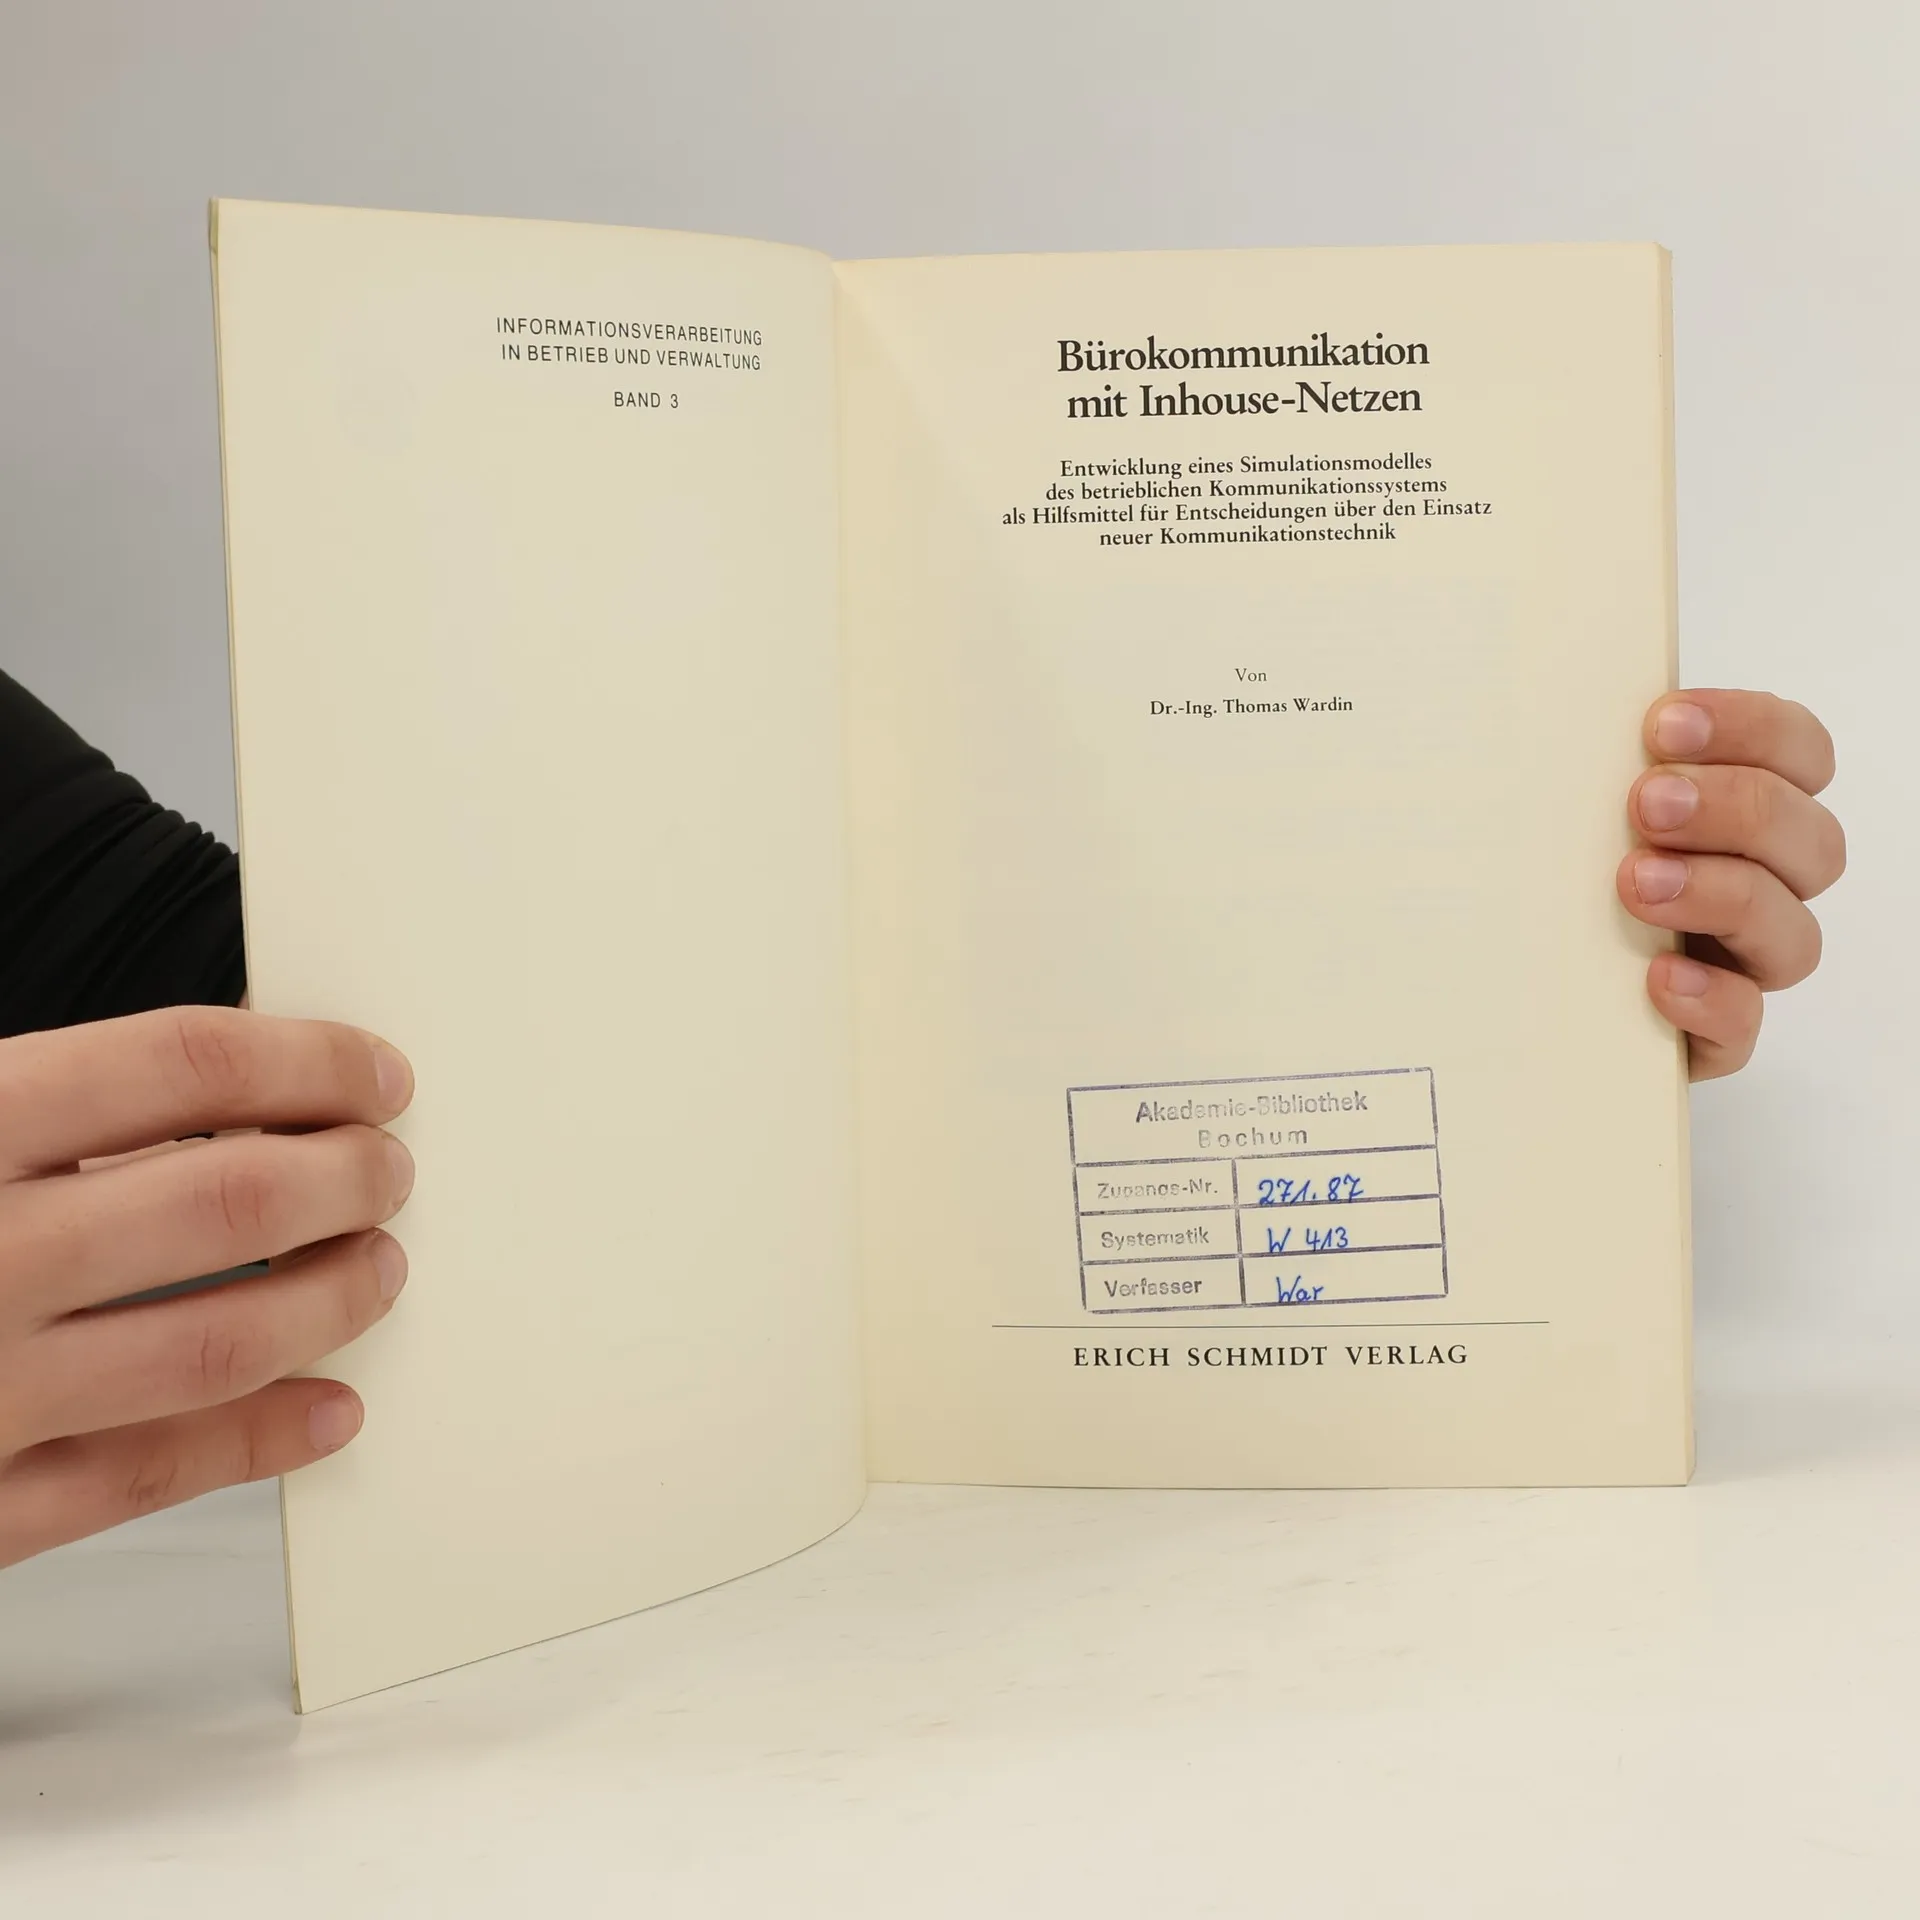 INFORMATIONSVERARBEITUNG
IN BETRIEB UND VERWALTUNG
BAND 3
Bürokommunikation
mit Inhouse-Netzen
Entwicklung eines Simulationsmodelles
des betrieblichen Kommunikationssystems
als Hilfsmittel für Entscheidungen über den Einsatz
neuer Kommunikationstechnik
Von
Dr.-Ing. Thomas Wardin
Akademie-Bibliothek
Bochum
Zugangs-Nr. 271.87
Systematik W 413
Verfasser War
ERICH SCHMIDT VERLAG